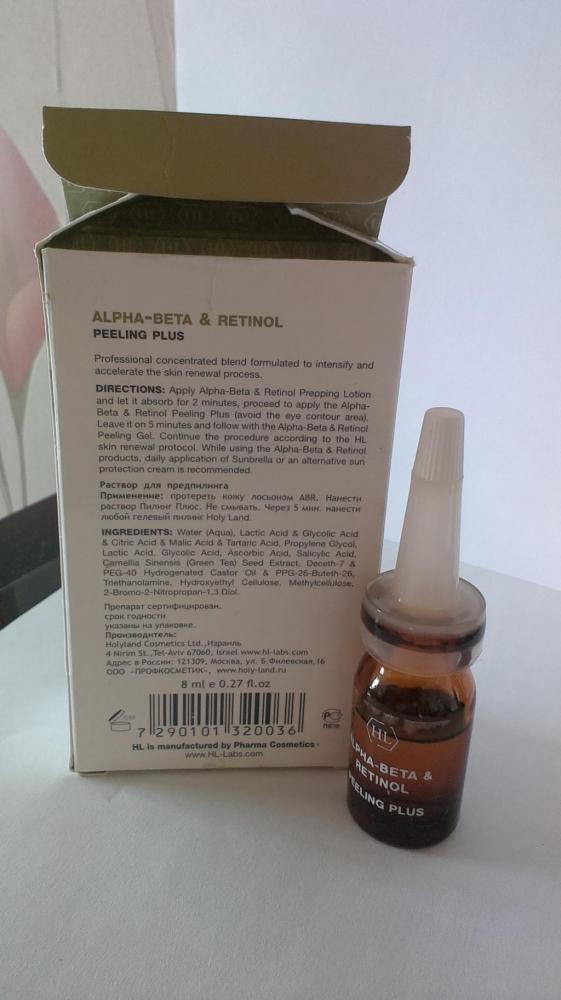 ALPHA-BETA & RETINOL
PEELING PLUS
Professional concentrated blend formulated to intensify and
accelerate the skin renewal process.
DIRECTIONS: Apply Alpha-Beta & Retinol Prepping Lotion
and let it absorb for 2 minutes, proceed to apply the Alpha-
Beta & Retinol Peeling Plus (avoid the eye contour area).
Leave it on 5 minutes and follow with the Alpha-Beta & Retinol
Peeling Gel. Continue the procedure according to the HL
skin renewal protocol. While using the Alpha-Beta & Retinol
products, daily application of Sunbrella or an alternative sun
protection cream is recommended.
Раствор для предпилинга
Применение: протереть кожу лосьоном ABR. Нанести
раствор Пилинг Плюс. Не смывать. Через 5 мин. нанести
любой гелевый пилинг Holy Land.
INGREDIENTS: Water (Aqua), Lactic Acid & Glycolic Acid
& Citric Acid & Malic Acid & Tartaric Acid, Propylene Glycol,
Lactic Acid, Glycolic Acid, Ascorbic Acid, Salicylic Acid,
Camellia Sinensis (Green Tea) Seed Extract, Deceth-7 &
PEG-40 Hydrogenated Castor Oil & PPG-26-Buteth-26,
Triethanolamine, Hydroxyethyl Cellulose, Methylcellulose,
2-Bromo-2-Nitropropan-1,3 Diol.
Препарат сертифицирован.
срок годности
указаны на упаковке.
Производитель:
Holyland Cosmetics Ltd.,Израиль
4 Nirim St.,Tel-Aviv 67060, Israel www.hl-labs.com
Адрес в России: 121309, Москва, ул. Б.Филевская,16
ООО «ПРОФКОСМЕТИК», www.holy-land.ru
8 ml e 0.27 fl.oz
7 290101 320036
HL is manufactured by Pharma Cosmetics ·
www.HL-Labs.com
HL
ALPHA-BETA &
RETINOL
PEELING PLUS